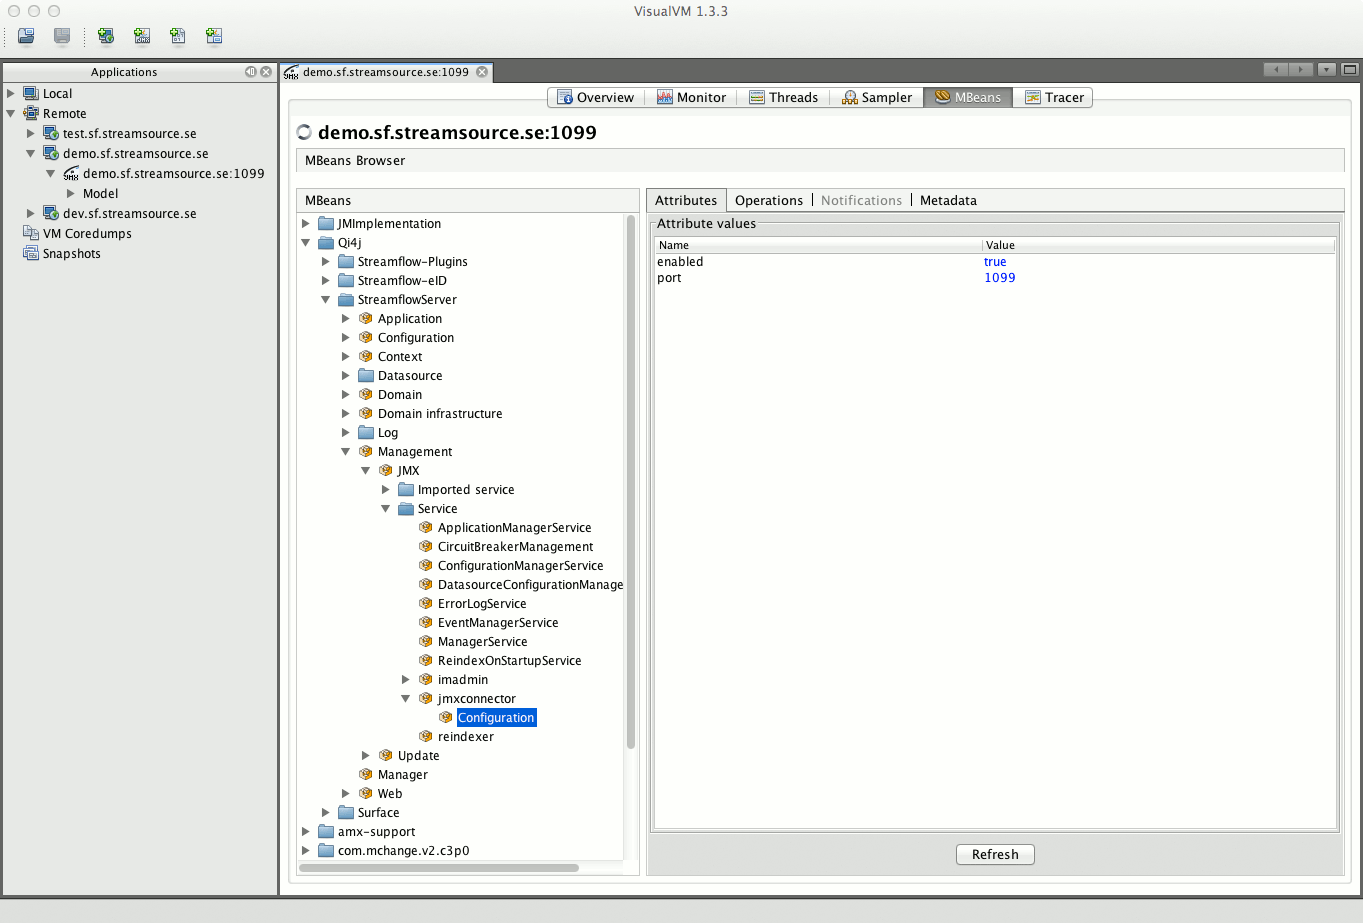 VisualVM 1.3.3
Applications
demo.sf.streamsource.se:1099
Local
Remote
test.sf.streamsource.se
demo.sf.streamsource.se
demo.sf.streamsource.se:1099
Model
dev.sf.streamsource.se
VM Coredumps
Snapshots
Overview Monitor Threads Sampler MBeans Tracer
demo.sf.streamsource.se:1099
MBeans Browser
MBeans
JMImplementation
Qi4j
Streamflow-Plugins
Streamflow-eID
StreamflowServer
Application
Configuration
Context
Datasource
Domain
Domain infrastructure
Log
Management
JMX
Imported service
Service
ApplicationManagerService
CircuitBreakerManagement
ConfigurationManagerService
DatasourceConfigurationManage
ErrorLogService
EventManagerService
ManagerService
ReindexOnStartupService
imadmin
jmxconnector
Configuration
reindexer
Update
Manager
Web
Surface
amx-support
com.mchange.v2.c3p0
Attributes Operations Notifications Metadata
Attribute values
Name Value
enabled true
port 1099
Refresh